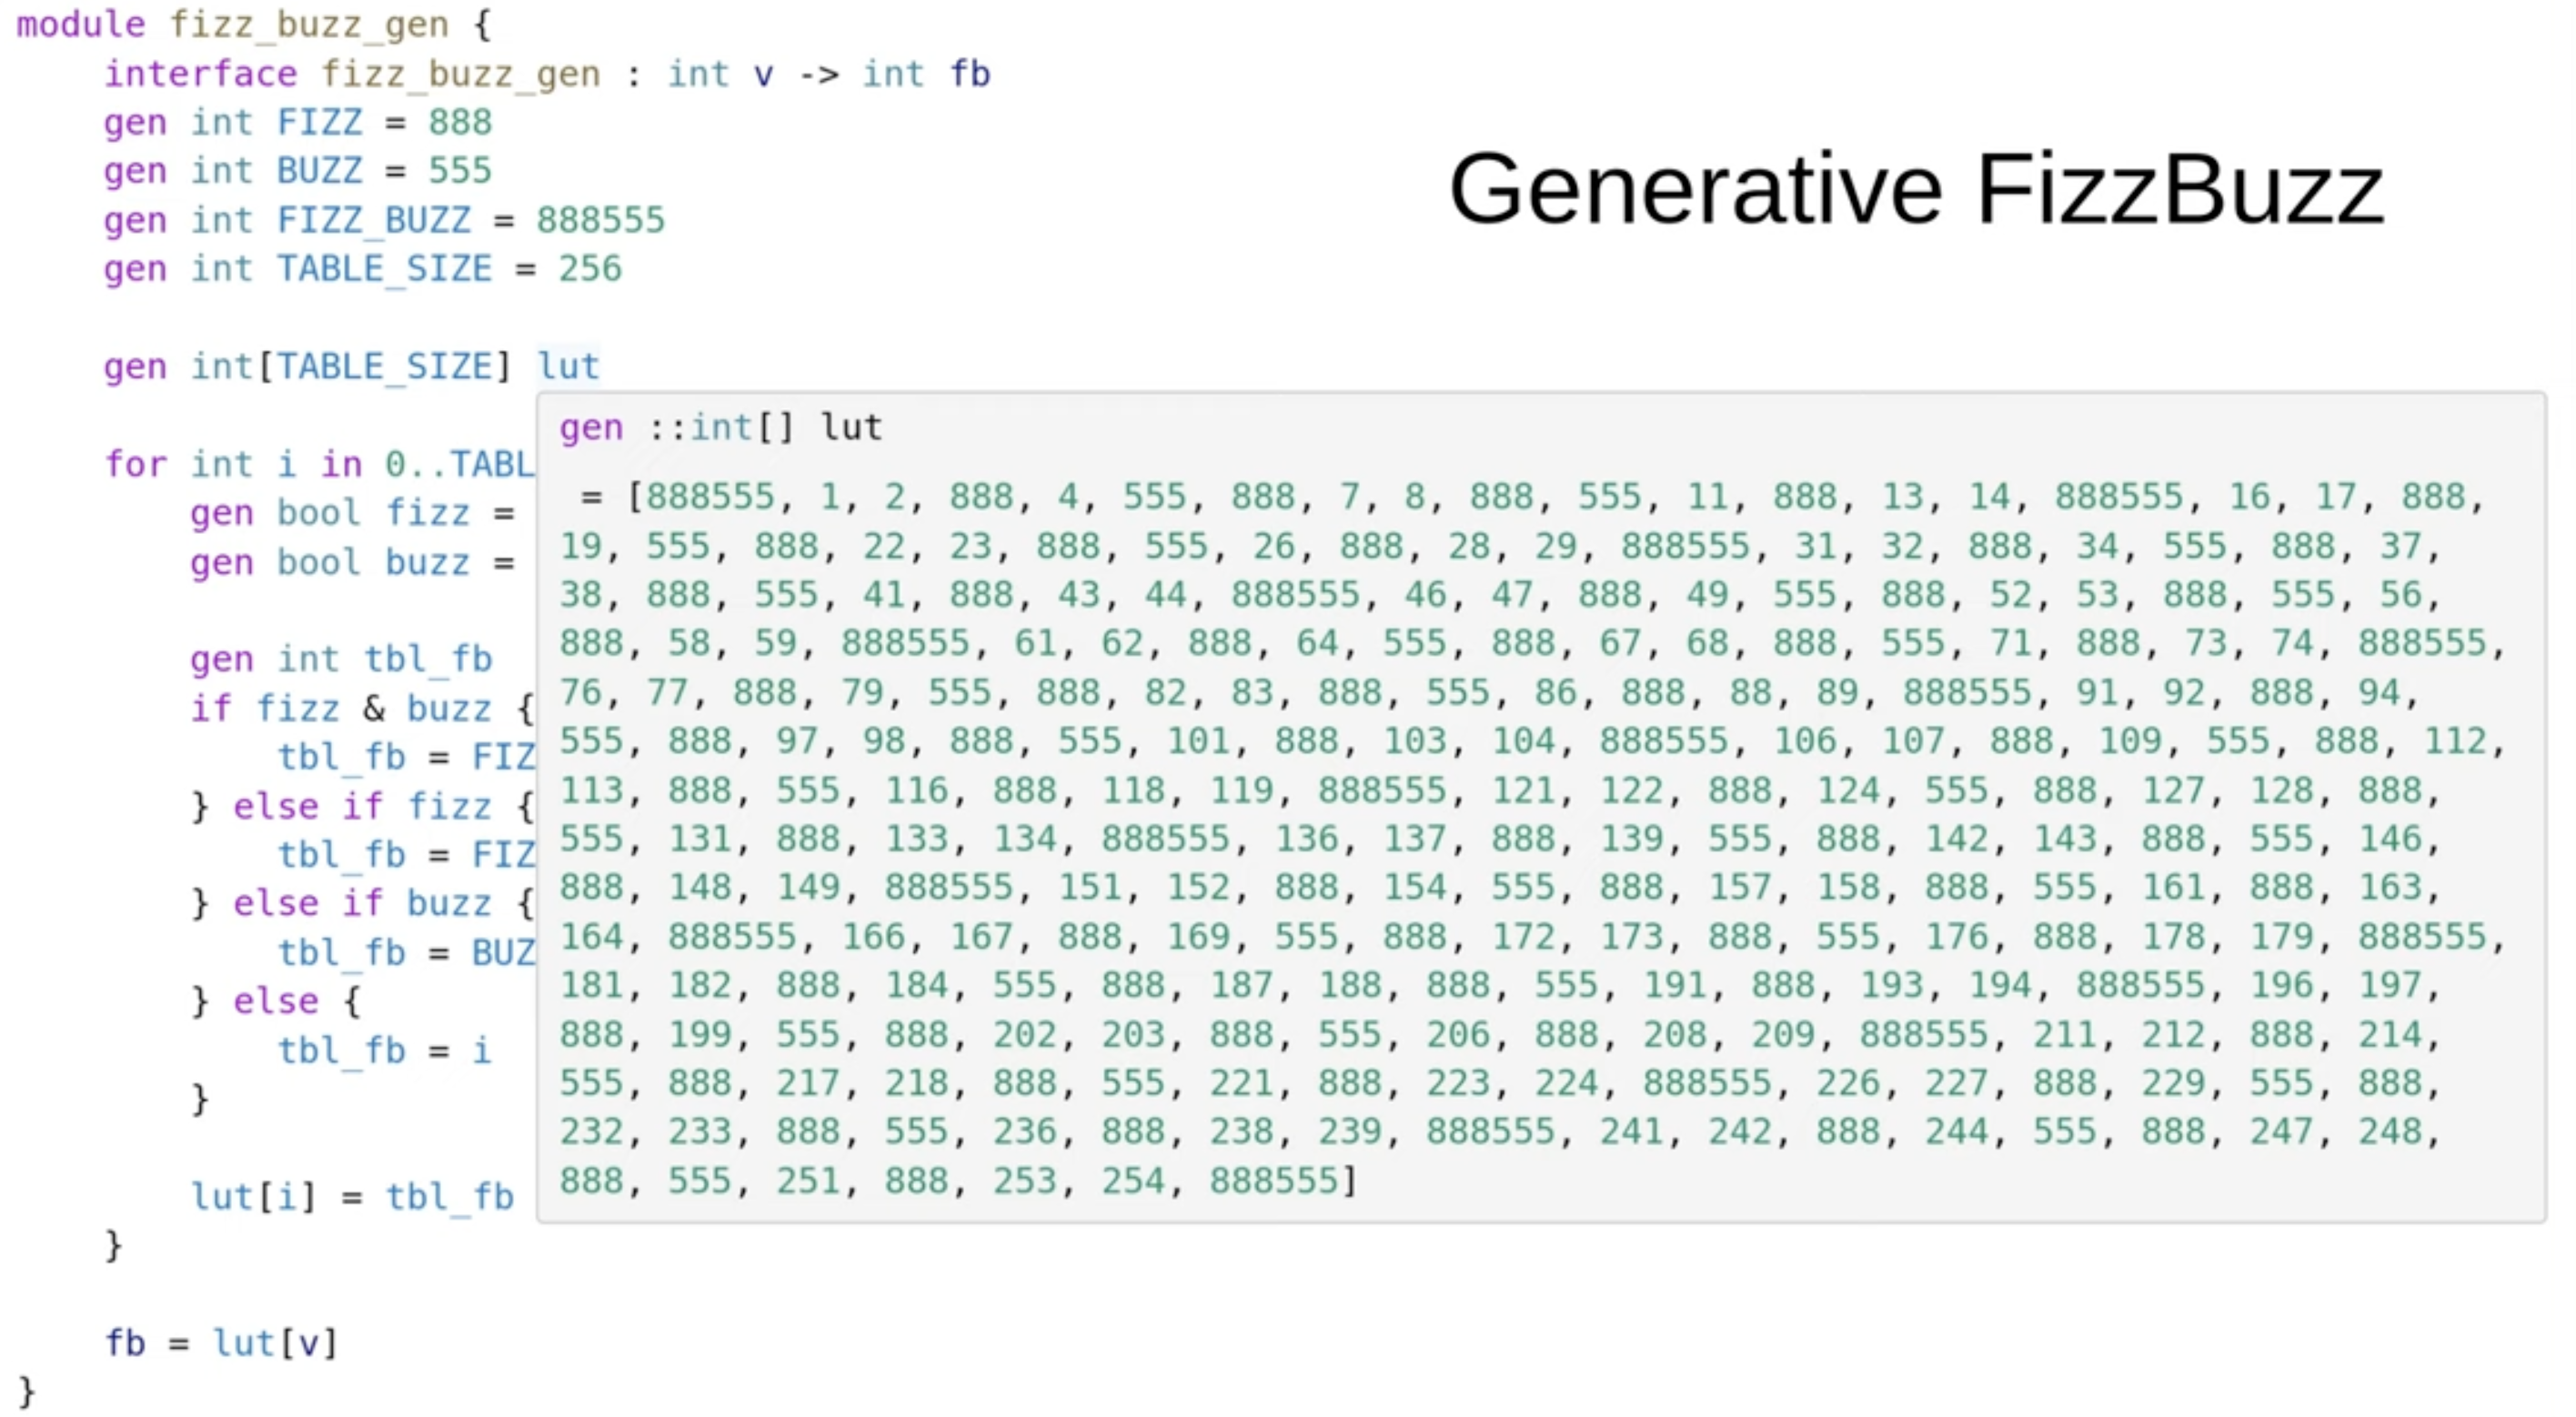 module fizz_buzz_gen {
    interface fizz_buzz_gen : int v -> int fb
    gen int FIZZ = 888
    gen int BUZZ = 555
    gen int FIZZ_BUZZ = 888555
    gen int TABLE_SIZE = 256
Generative FizzBuzz
    gen int[TABLE_SIZE] lut
    for int i in 0..TABL
        gen bool fizz =
        gen bool buzz =
        gen int tbl_fb
        if fizz & buzz {
            tbl_fb = FIZ
        } else if fizz {
            tbl_fb = FIZ
        } else if buzz {
            tbl_fb = BUZ
        } else {
            tbl_fb = i
        }
        lut[i] = tbl_fb
    }
    fb = lut[v]
}
gen ::int[] lut
= [888555, 1, 2, 888, 4, 555, 888, 7, 8, 888, 555, 11, 888, 13, 14, 888555, 16, 17, 888,
19, 555, 888, 22, 23, 888, 555, 26, 888, 28, 29, 888555, 31, 32, 888, 34, 555, 888, 37,
38, 888, 555, 41, 888, 43, 44, 888555, 46, 47, 888, 49, 555, 888, 52, 53, 888, 555, 56,
888, 58, 59, 888555, 61, 62, 888, 64, 555, 888, 67, 68, 888, 555, 71, 888, 73, 74, 888555,
76, 77, 888, 79, 555, 888, 82, 83, 888, 555, 86, 888, 88, 89, 888555, 91, 92, 888, 94,
555, 888, 97, 98, 888, 555, 101, 888, 103, 104, 888555, 106, 107, 888, 109, 555, 888, 112,
113, 888, 555, 116, 888, 118, 119, 888555, 121, 122, 888, 124, 555, 888, 127, 128, 888,
555, 131, 888, 133, 134, 888555, 136, 137, 888, 139, 555, 888, 142, 143, 888, 555, 146,
888, 148, 149, 888555, 151, 152, 888, 154, 555, 888, 157, 158, 888, 555, 161, 888, 163,
164, 888555, 166, 167, 888, 169, 555, 888, 172, 173, 888, 555, 176, 888, 178, 179, 888555,
181, 182, 888, 184, 555, 888, 187, 188, 888, 555, 191, 888, 193, 194, 888555, 196, 197,
888, 199, 555, 888, 202, 203, 888, 555, 206, 888, 208, 209, 888555, 211, 212, 888, 214,
555, 888, 217, 218, 888, 555, 221, 888, 223, 224, 888555, 226, 227, 888, 229, 555, 888,
232, 233, 888, 555, 236, 888, 238, 239, 888555, 241, 242, 888, 244, 555, 888, 247, 248,
888, 555, 251, 888, 253, 254, 888555]